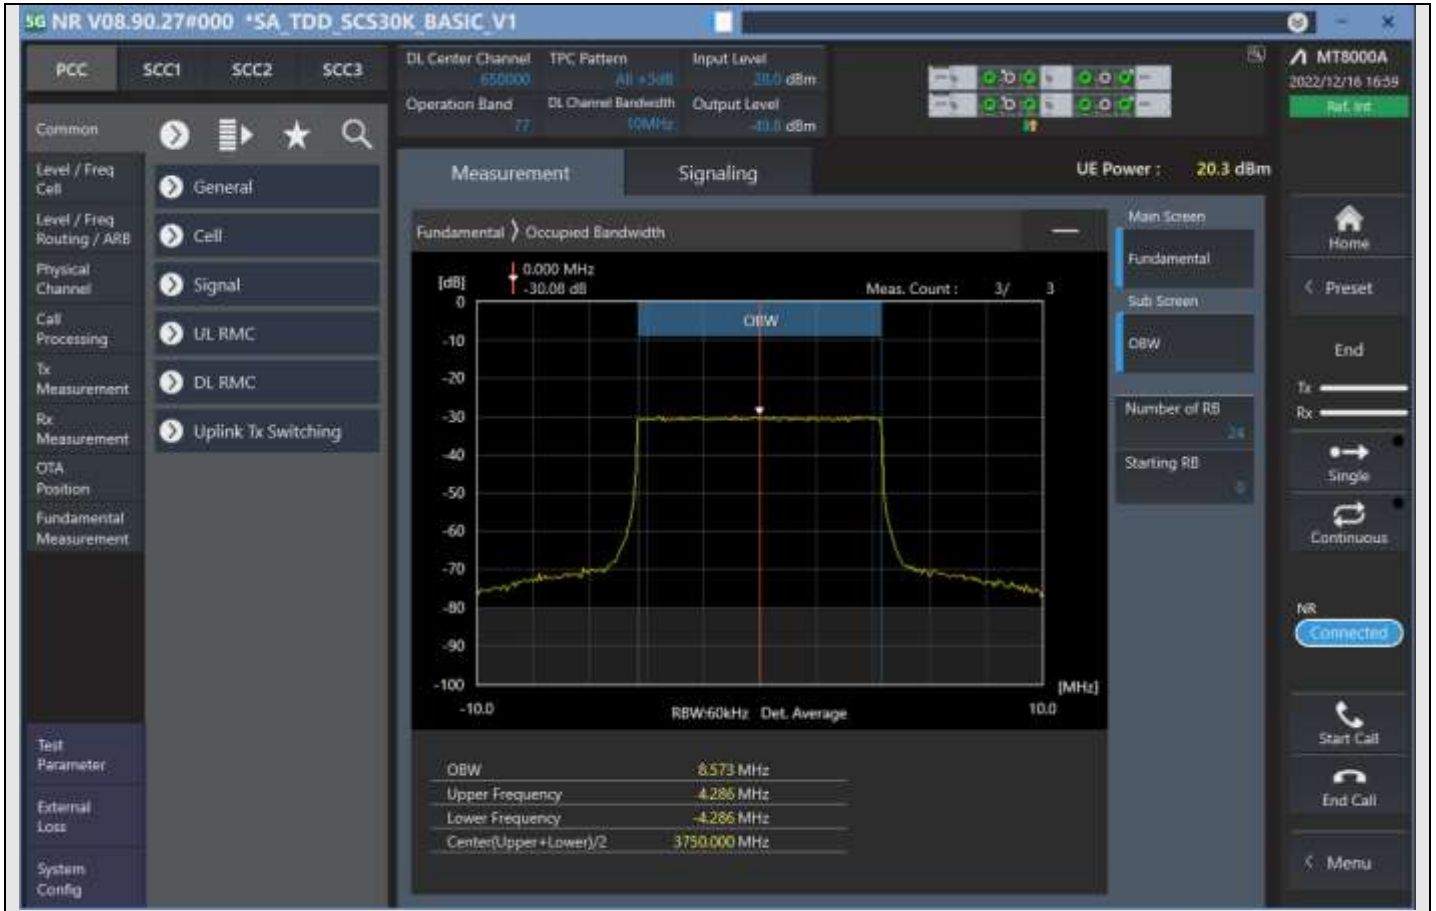 5G NR V08.90.27#000 *SA_TDD_SCS30K_BASIC_V1
PCC SCC1 SCC2 SCC3
DL Center Channel 650000
TPC Pattern All +3dB
Input Level 28.0 dBm
Operation Band 77
DL Channel Bandwidth 10MHz
Output Level dBm
MT8000A
2022/12/16 16:59
Ref. Int
Common
Level / Freq
Cell
Level / Freq
Routing / ARB
Physical
Channel
Call
Processing
Tx
Measurement
Rx
Measurement
OTA
Position
Fundamental
Measurement
Test
Parameter
External
Loss
System
Config
General
Cell
Signal
UL RMC
DL RMC
Uplink Tx Switching
Measurement Signaling
UE Power : 20.3 dBm
Fundamental Occupied Bandwidth
[dB]
0.000 MHz
-30.08 dB
Meas. Count : 3/ 3
OBW
0
-10
-20
-30
-40
-50
-60
-70
-80
-90
-100
[MHz]
-10.0 RBW:60kHz Det. Average 10.0
OBW 8.573 MHz
Upper Frequency 4.286 MHz
Lower Frequency -4.286 MHz
Center(Upper+Lower)/2 3750.000 MHz
Main Screen
Fundamental
Sub Screen
OBW
Number of RB
24
Starting RB
0
Home
Preset
End
Tx
Rx
Single
Continuous
NR
Connected
Start Call
End Call
Menu